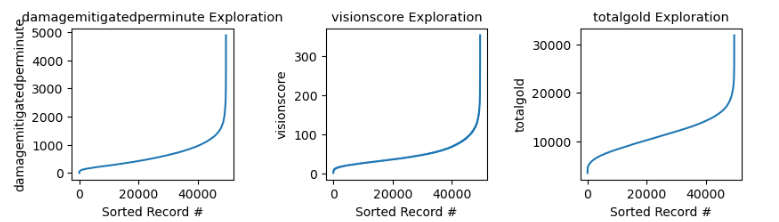 damagemitigatedperminute Exploration
damagemitigatedperminute
5000
4000
3000
2000
1000
0
0 20000 40000
Sorted Record #
visionscore Exploration
visionscore
300
200
100
0
0 20000 40000
Sorted Record #
totalgold Exploration
totalgold
30000
20000
10000
0 20000 40000
Sorted Record #